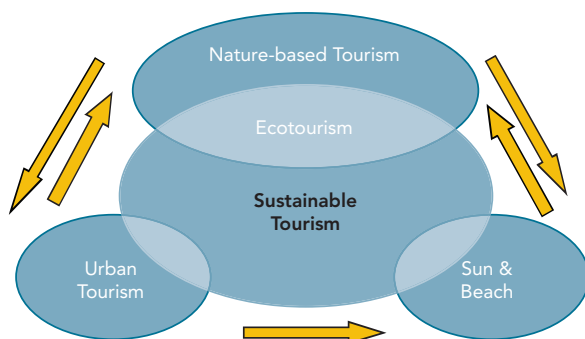 Nature-based Tourism
Ecotourism
Sustainable
Tourism
Urban
Tourism
Sun &
Beach